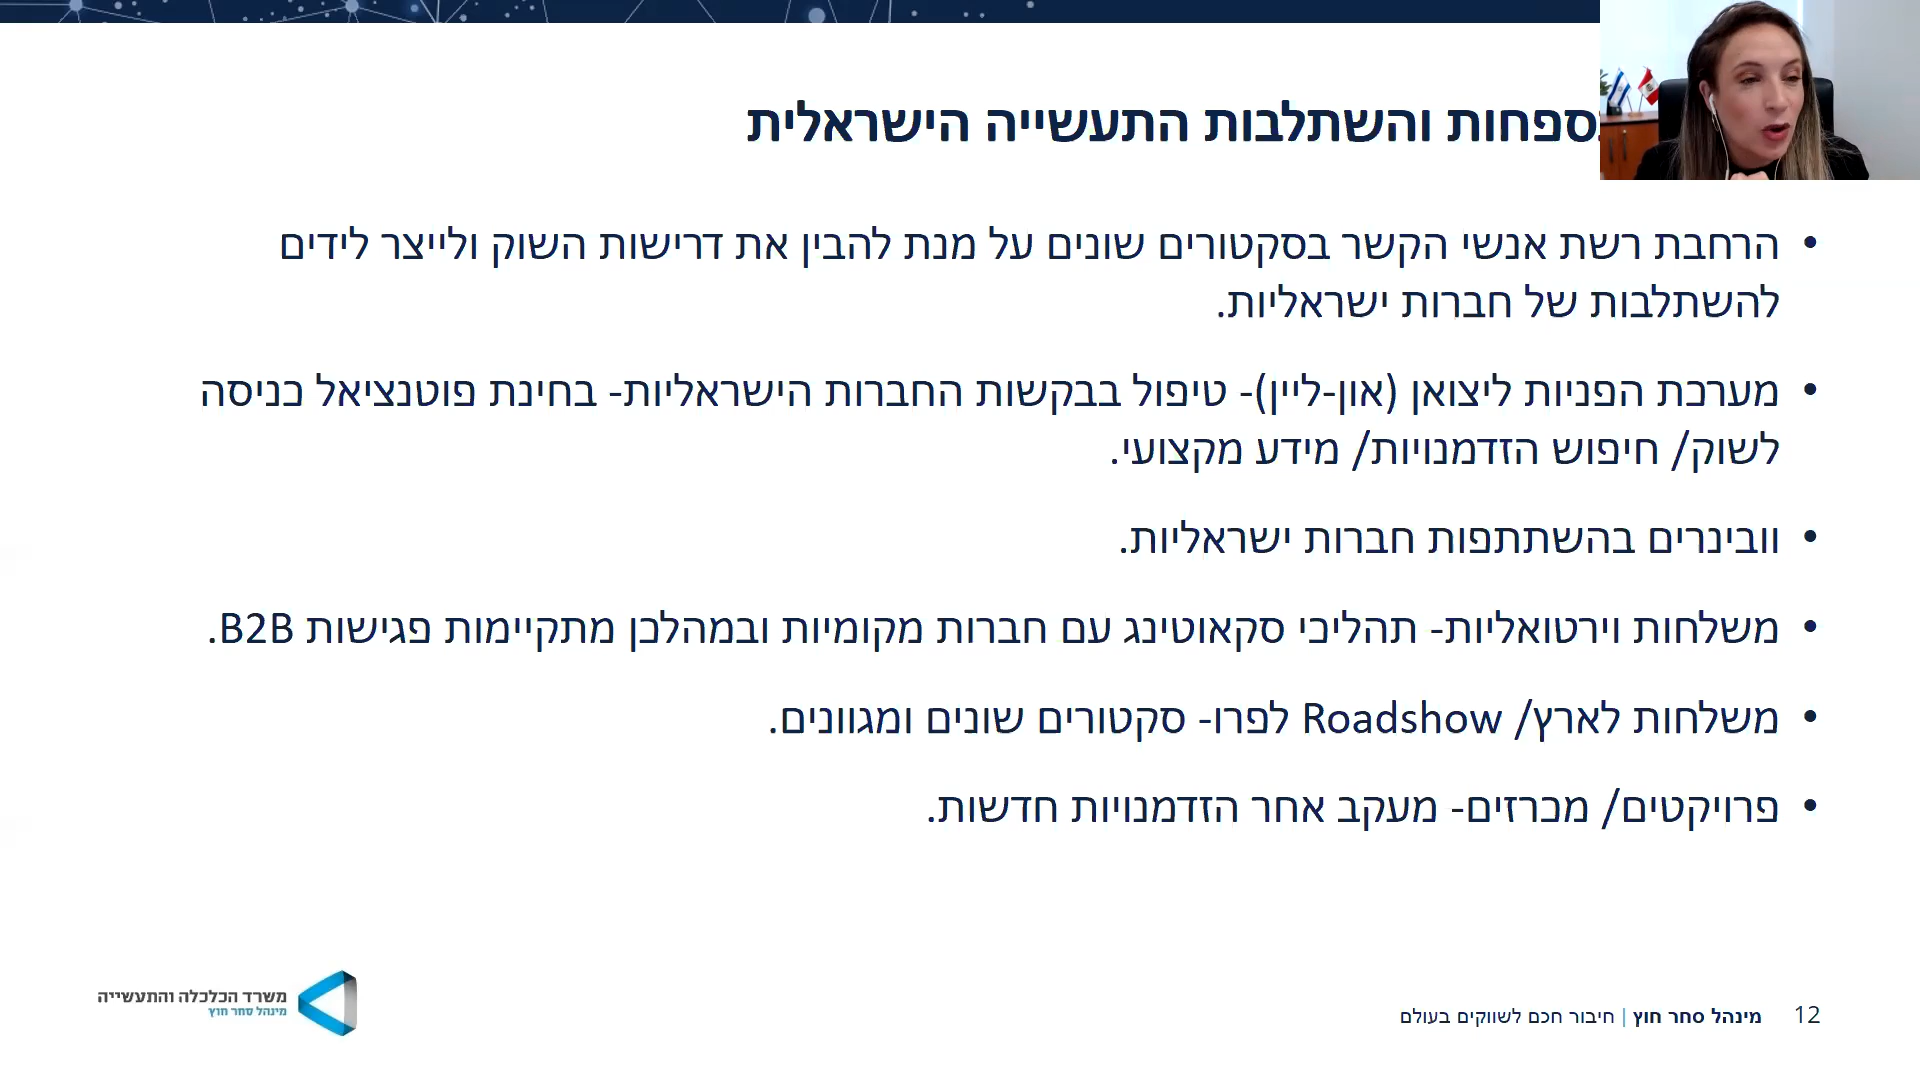 והשתלבות התעשייה הישראלית
• הרחבת רשת אנשי הקשר בסקטורים שונים על מנת להבין את דרישות השוק ולייצר לידים
להשתלבות של חברות ישראליות.
• מערכת הפניות ליצואן (און-ליין)- טיפול בבקשות החברות הישראליות- בחינת פוטנציאל כניסה
לשוק/ חיפוש הזדמנויות/ מידע מקצועי.
• וובינרים בהשתתפות חברות ישראליות.
• משלחות וירטואליות- תהליכי סקאוטינג עם חברות מקומיות ובמהלכן מתקיימות פגישות B2B.
• משלחות לארץ/ Roadshow לפרו- סקטורים שונים ומגוונים.
• פרויקטים/ מכרזים- מעקב אחר הזדמנויות חדשות.
משרד הכלכלה והתעשייה
מינהל סחר חוץ
12 מינהל סחר חוץ | חיבור חכם לשווקים בעולם